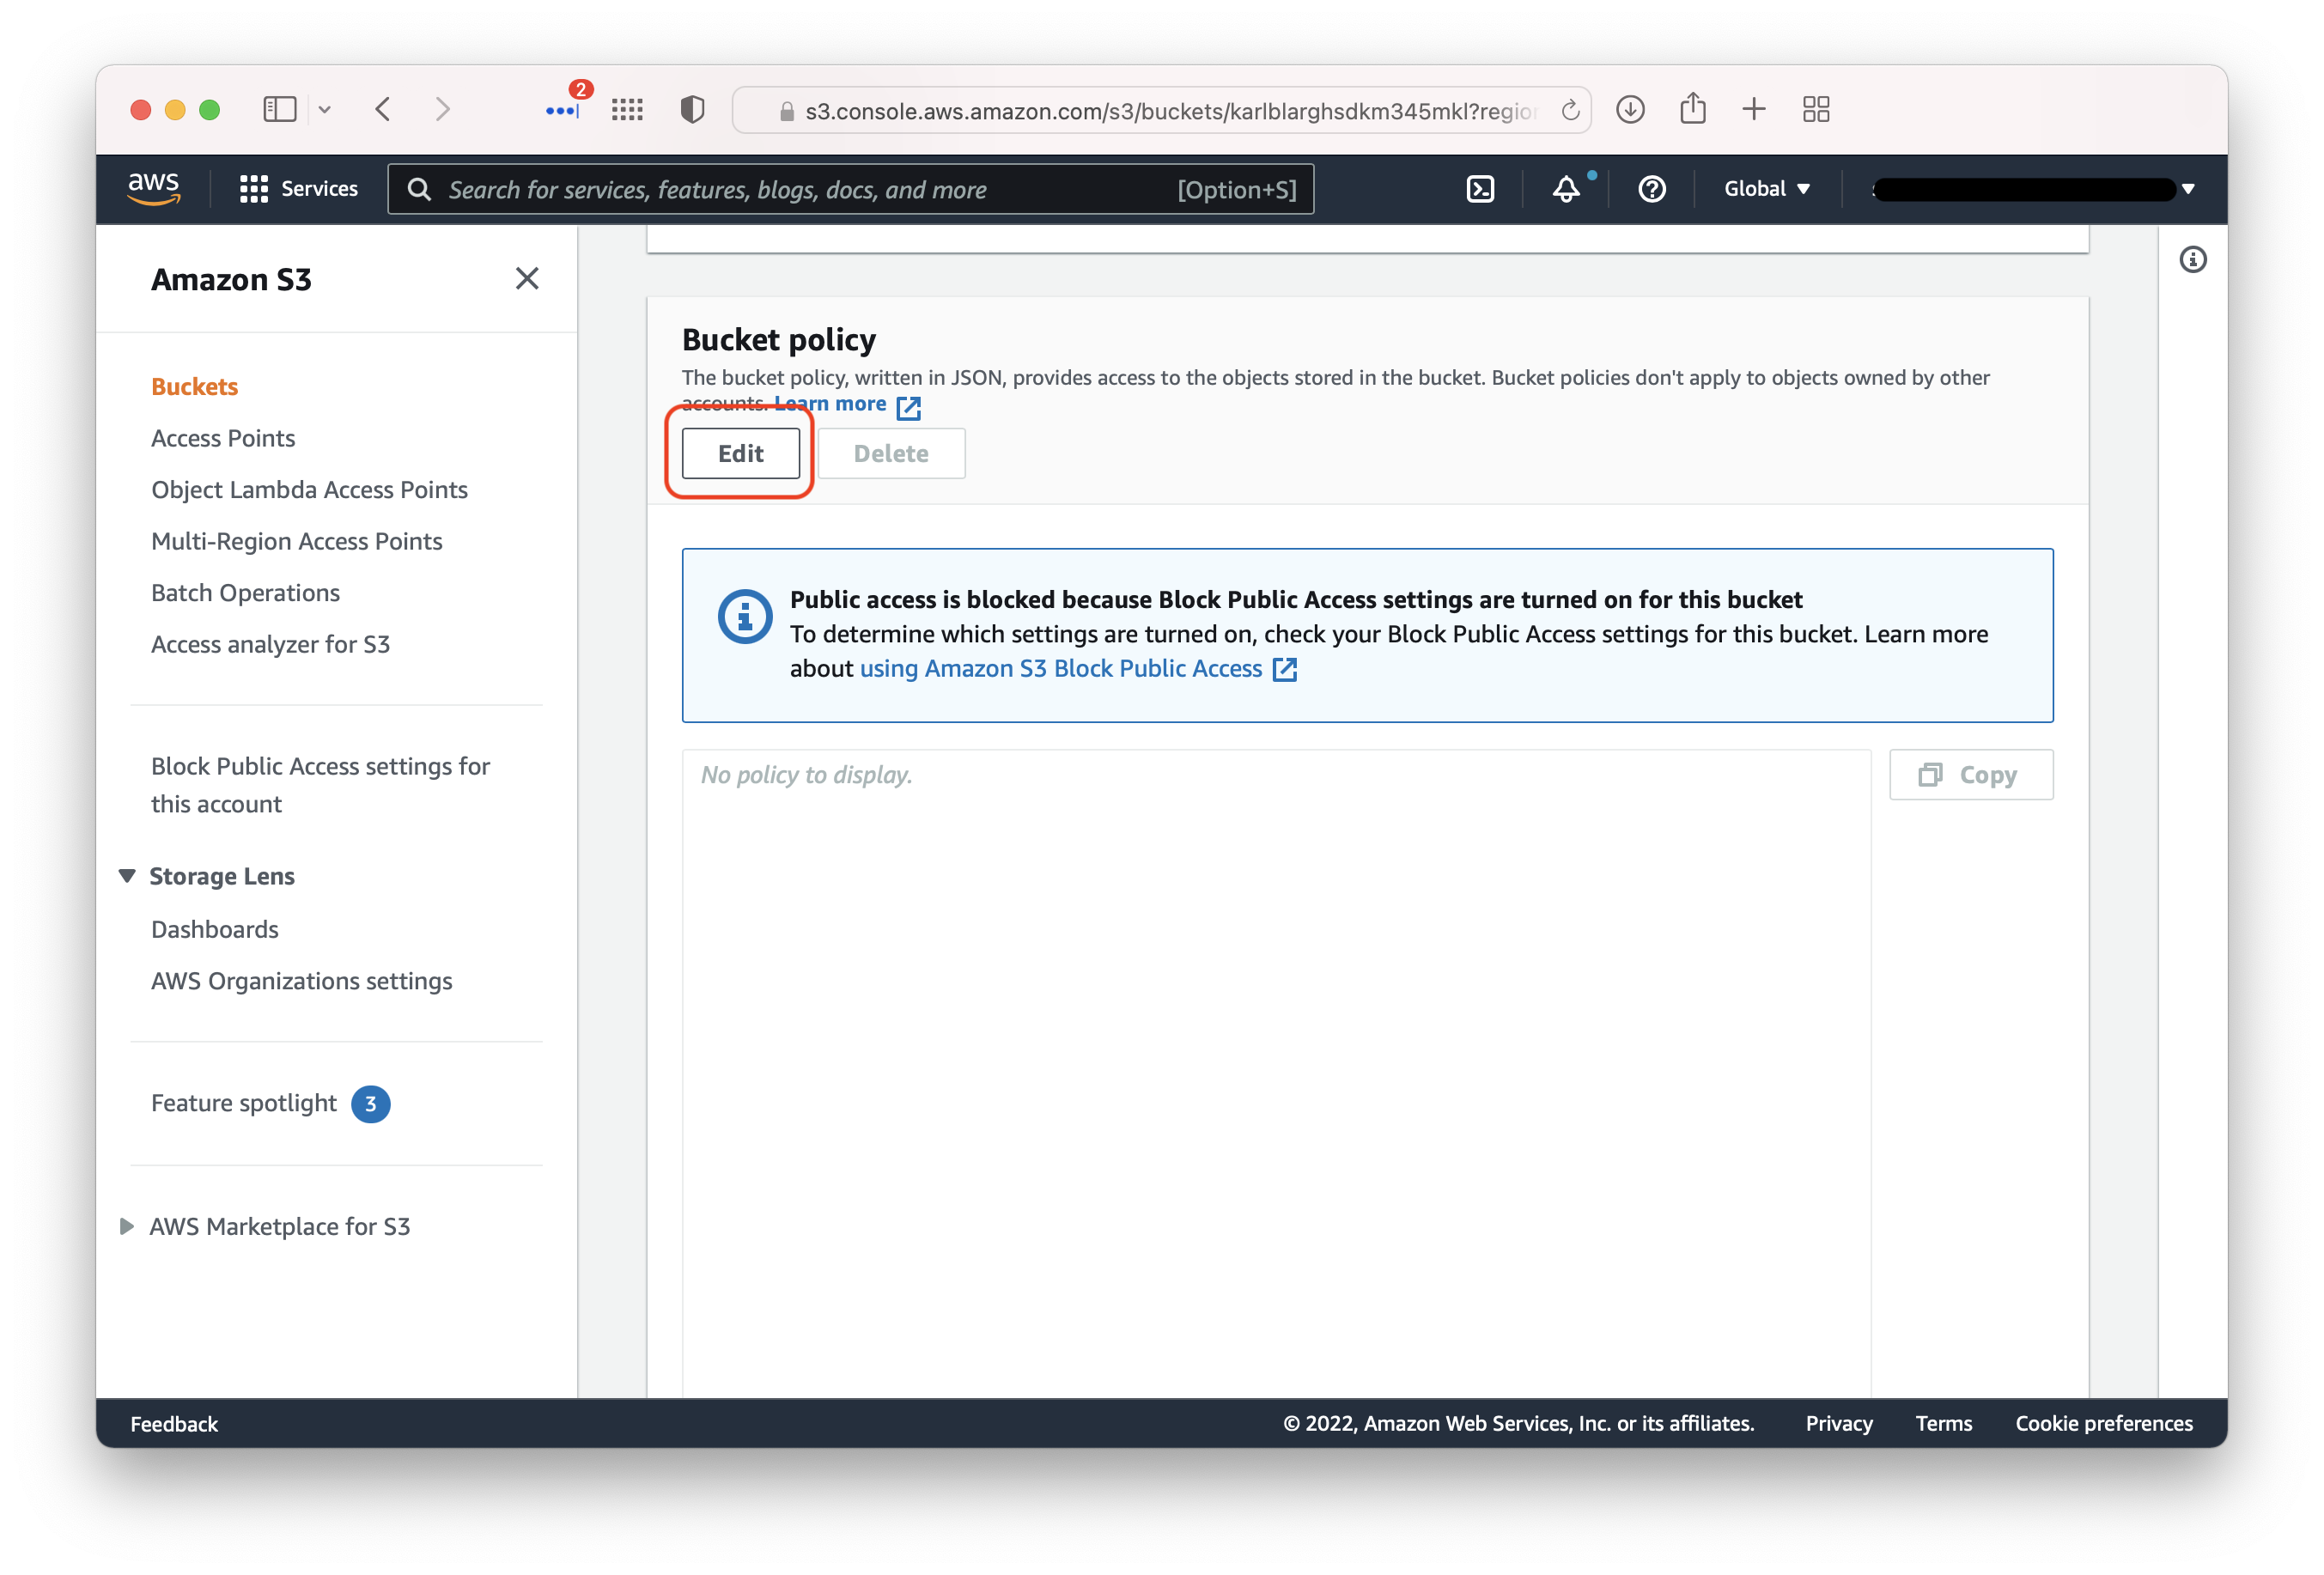 2
s3.console.aws.amazon.com/s3/buckets/karlblarghsdkm345mkl?regio
aws
Services
Search for services, features, blogs, docs, and more
[Option+S]
Global
Amazon S3
Buckets
Access Points
Object Lambda Access Points
Multi-Region Access Points
Batch Operations
Access analyzer for S3
Block Public Access settings for
this account
Storage Lens
Dashboards
AWS Organizations settings
Feature spotlight 3
AWS Marketplace for S3
Bucket policy
The bucket policy, written in JSON, provides access to the objects stored in the bucket. Bucket policies don't apply to objects owned by other
accounts. Learn more
Edit
Delete
Public access is blocked because Block Public Access settings are turned on for this bucket
To determine which settings are turned on, check your Block Public Access settings for this bucket. Learn more
about using Amazon S3 Block Public Access
No policy to display.
Copy
Feedback
© 2022, Amazon Web Services, Inc. or its affiliates.
Privacy
Terms
Cookie preferences